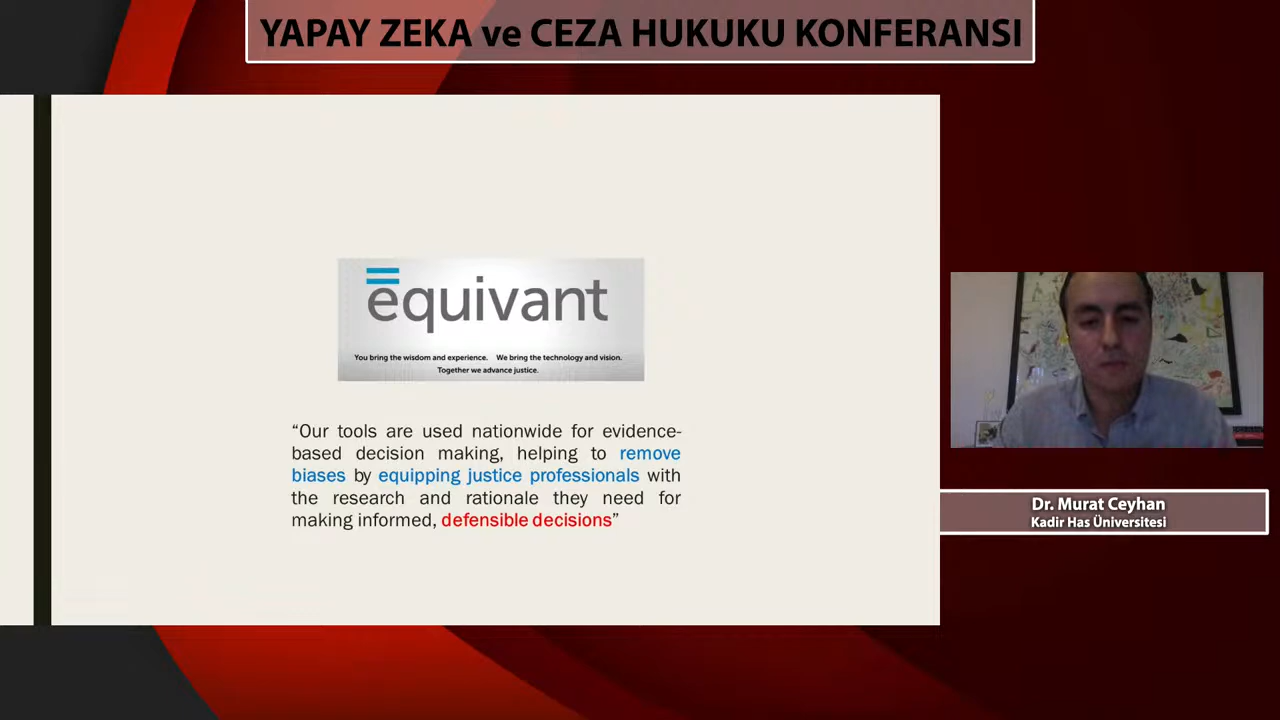 YAPAY ZEKA ve CEZA HUKUKU KONFERANSI
equivant
You bring the wisdom and experience. We bring the technology and vision.
Together we advance justice.
“Our tools are used nationwide for evidence-
based decision making, helping to remove
biases by equipping justice professionals with
the research and rationale they need for
making informed, defensible decisions”
Dr. Murat Ceyhan
Kadir Has Üniversitesi